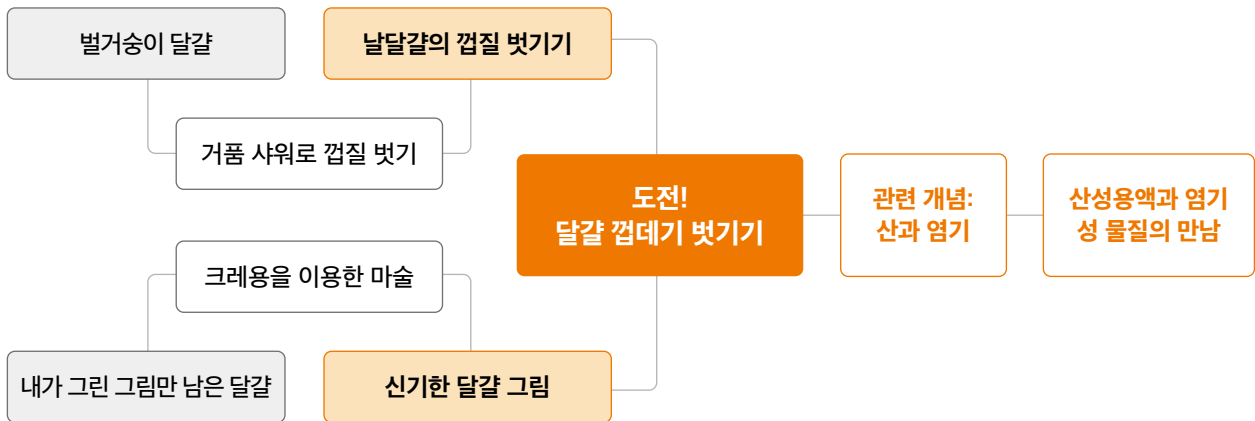 벌거숭이 달걀
날달걀의 껍질 벗기기
거품 샤워로 껍질 벗기
도전!
달걀 껍데기 벗기기
관련 개념:
산과 염기
산성용액과 염기
성 물질의 만남
크레용을 이용한 마술
내가 그린 그림만 남은 달걀
신기한 달걀 그림